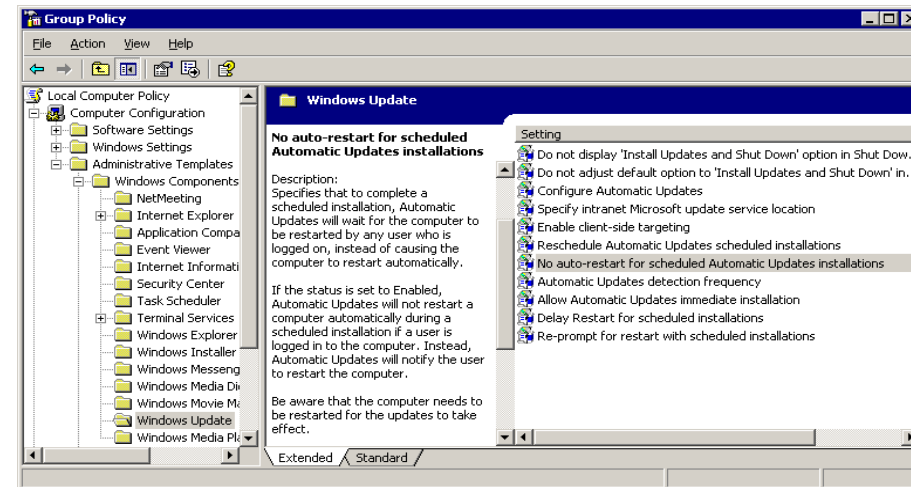 Group Policy
File Action View Help
Local Computer Policy
Computer Configuration
Software Settings
Windows Settings
Administrative Templates
Windows Components
NetMeeting
Internet Explorer
Application Compa
Event Viewer
Internet Informati
Security Center
Task Scheduler
Terminal Services
Windows Explorer
Windows Installer
Windows Messeng
Windows Media Di
Windows Movie Ma
Windows Update
Windows Media Pla
Windows Update
No auto-restart for scheduled
Automatic Updates installations
Description:
Specifies that to complete a
scheduled installation, Automatic
Updates will wait for the computer to
be restarted by any user who is
logged on, instead of causing the
computer to restart automatically.
If the status is set to Enabled,
Automatic Updates will not restart a
computer automatically during a
scheduled installation if a user is
logged in to the computer. Instead,
Automatic Updates will notify the user
to restart the computer.
Be aware that the computer needs to
be restarted for the updates to take
effect.
Setting
Do not display 'Install Updates and Shut Down' option in Shut Dow.
Do not adjust default option to 'Install Updates and Shut Down' in.
Configure Automatic Updates
Specify intranet Microsoft update service location
Enable client-side targeting
Reschedule Automatic Updates scheduled installations
No auto-restart for scheduled Automatic Updates installations
Automatic Updates detection frequency
Allow Automatic Updates immediate installation
Delay Restart for scheduled installations
Re-prompt for restart with scheduled installations
Extended Standard